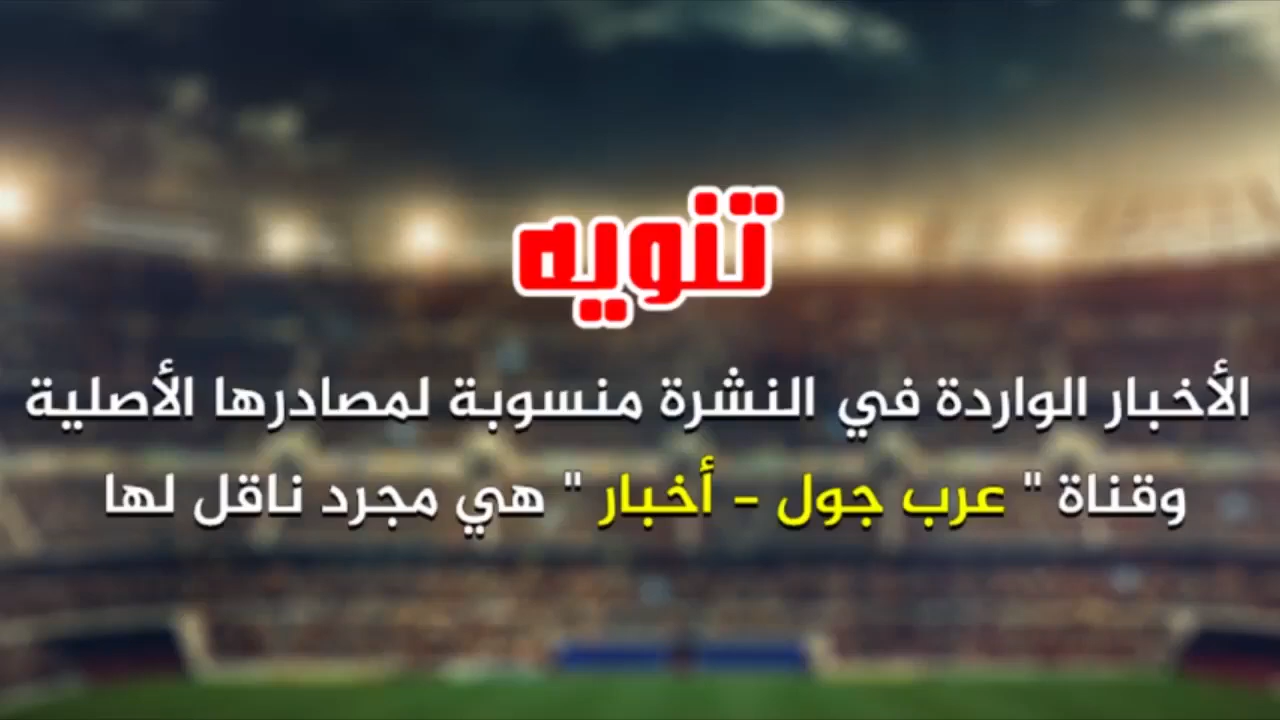 تنويه
الأخبار الواردة في النشرة منسوبة لمصادرها الأصلية
وقناة " عرب جول - أخبار " هي مجرد ناقل لها